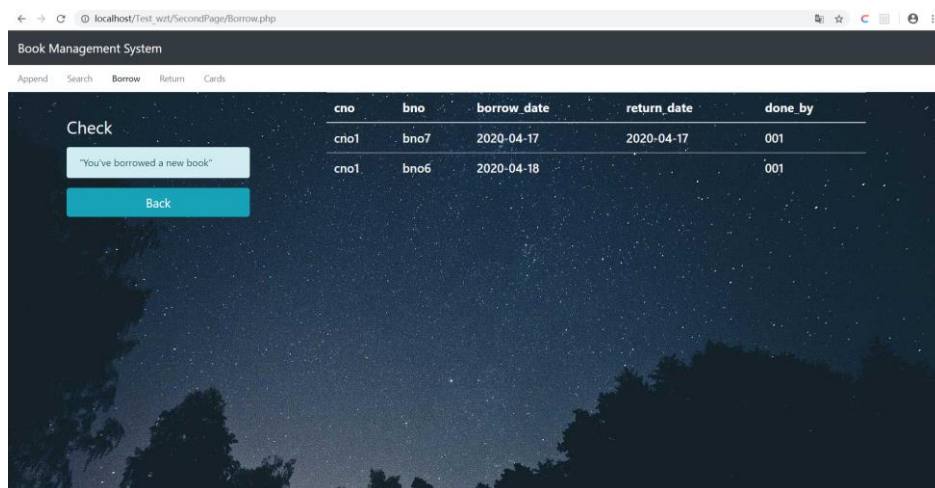 localhost/Test_wzt/SecondPage/Borrow.php
Book Management System
Append Search Borrow Return Cards
Check
"You've borrowed a new book"
Back
cno bno borrow_date return_date done_by
cno1 bno7 2020-04-17 2020-04-17 001
cno1 bno6 2020-04-18 001